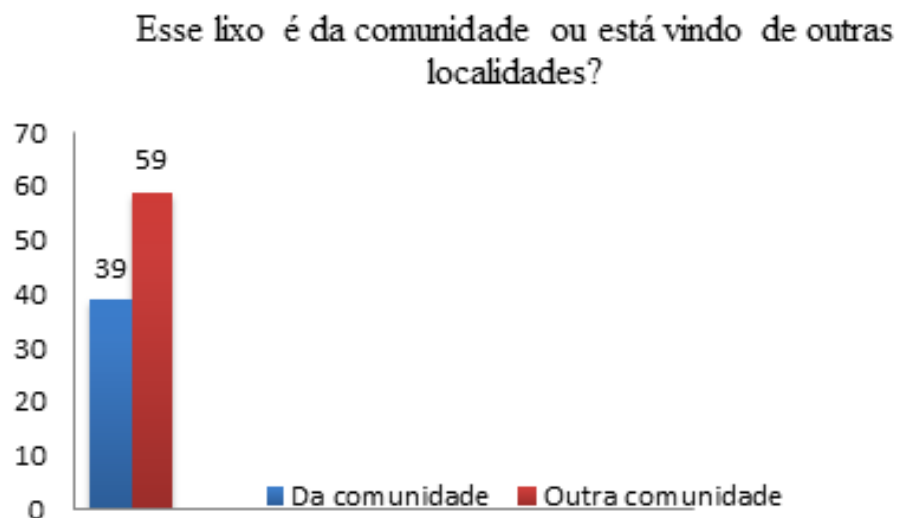 Esse lixo é da comunidade ou está vindo de outras
localidades?
70
60
50
40
30
20
10
0
39
59
Da comunidade
Outra comunidade